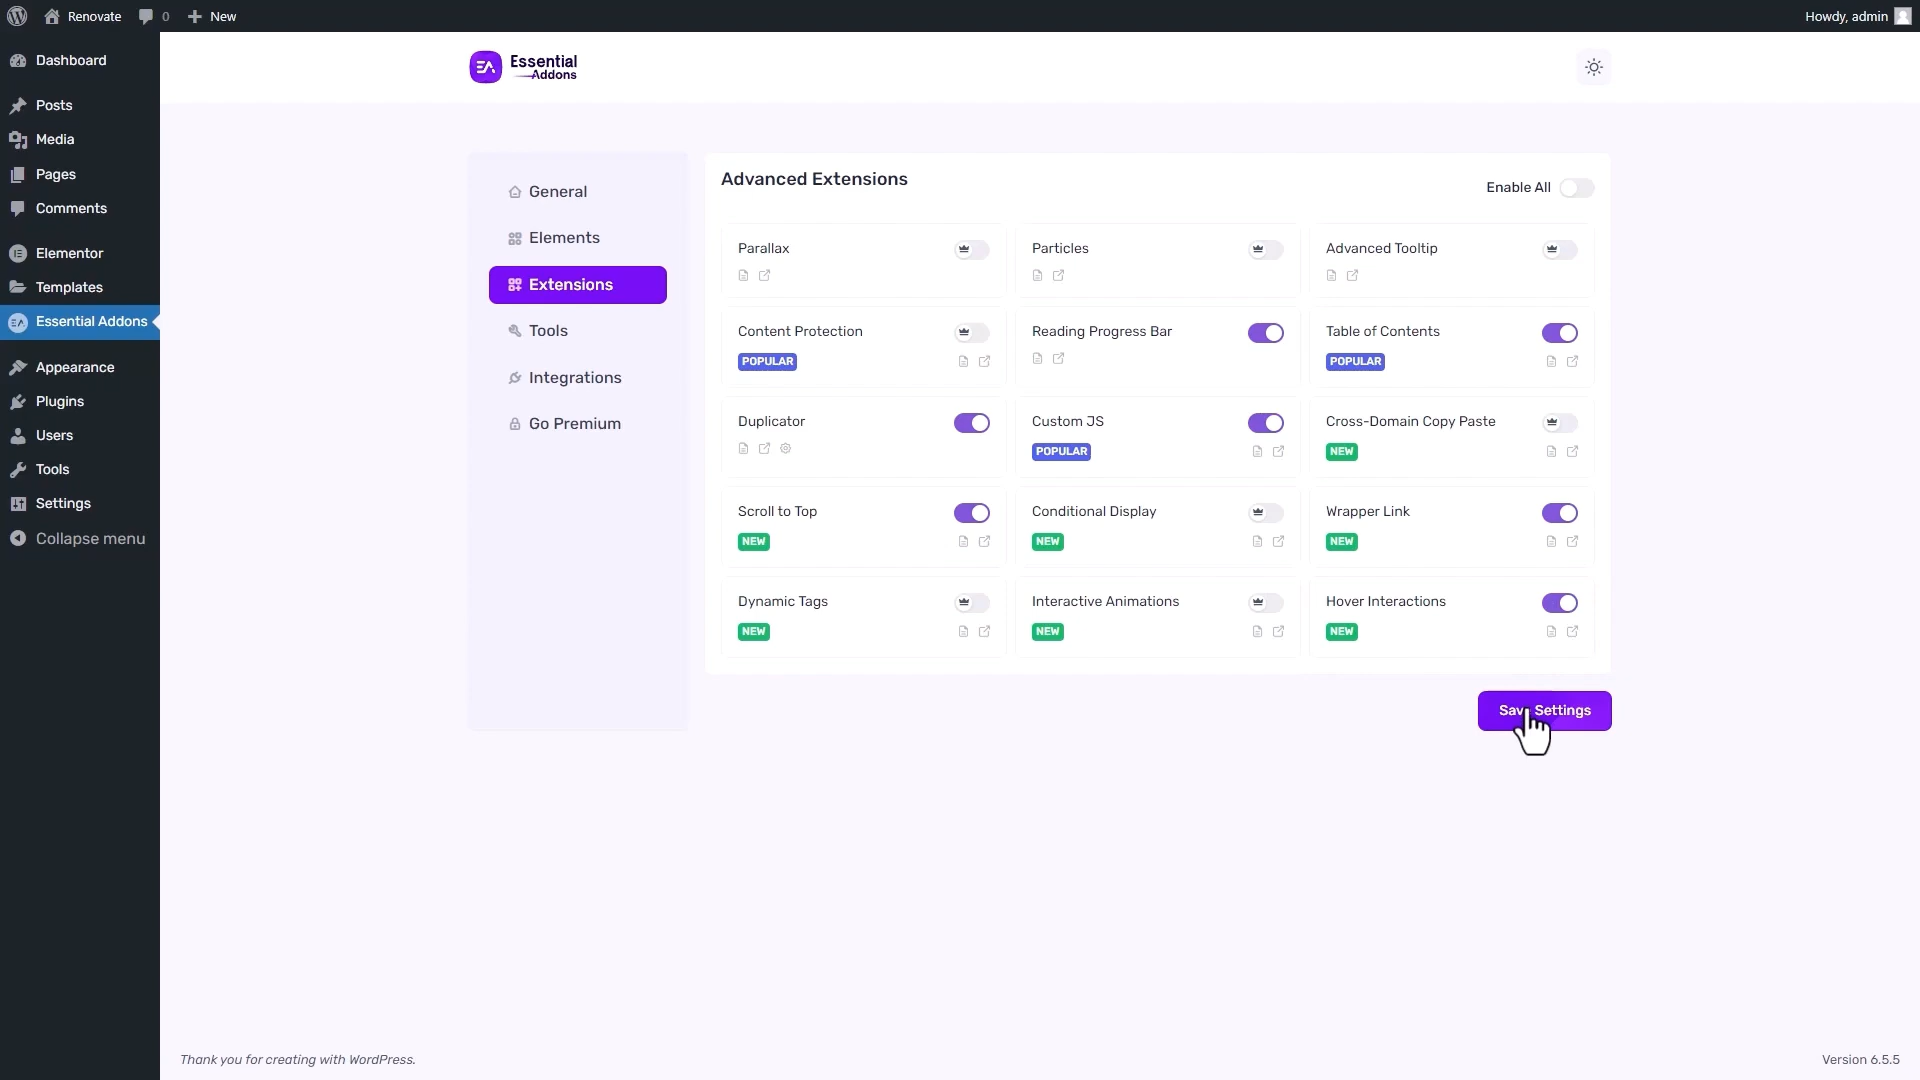 Renovate
0
New
Howdy, admin
Dashboard
Posts
Media
Pages
Comments
Elementor
Templates
Essential Addons
Appearance
Plugins
Users
Tools
Settings
Collapse menu
EA
Essential
Addons
General
Elements
Extensions
Tools
Integrations
Go Premium
Advanced Extensions
Enable All
Parallax
Particles
Advanced Tooltip
Content Protection
POPULAR
Reading Progress Bar
Table of Contents
POPULAR
Duplicator
Custom JS
POPULAR
Cross-Domain Copy Paste
NEW
Scroll to Top
NEW
Conditional Display
NEW
Wrapper Link
NEW
Dynamic Tags
NEW
Interactive Animations
NEW
Hover Interactions
NEW
Save Settings
Thank you for creating with WordPress.
Version 6.5.5